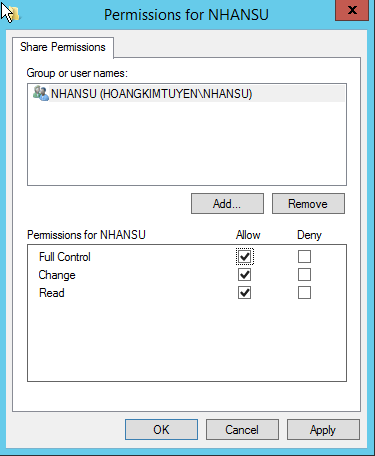 Permissions for NHANSU
Share Permissions
Group or user names:
NHANSU (HOANGKIMTUYEN\NHANSU)
Add... Remove
Permissions for NHANSU Allow Deny
Full Control
Change
Read
OK Cancel Apply